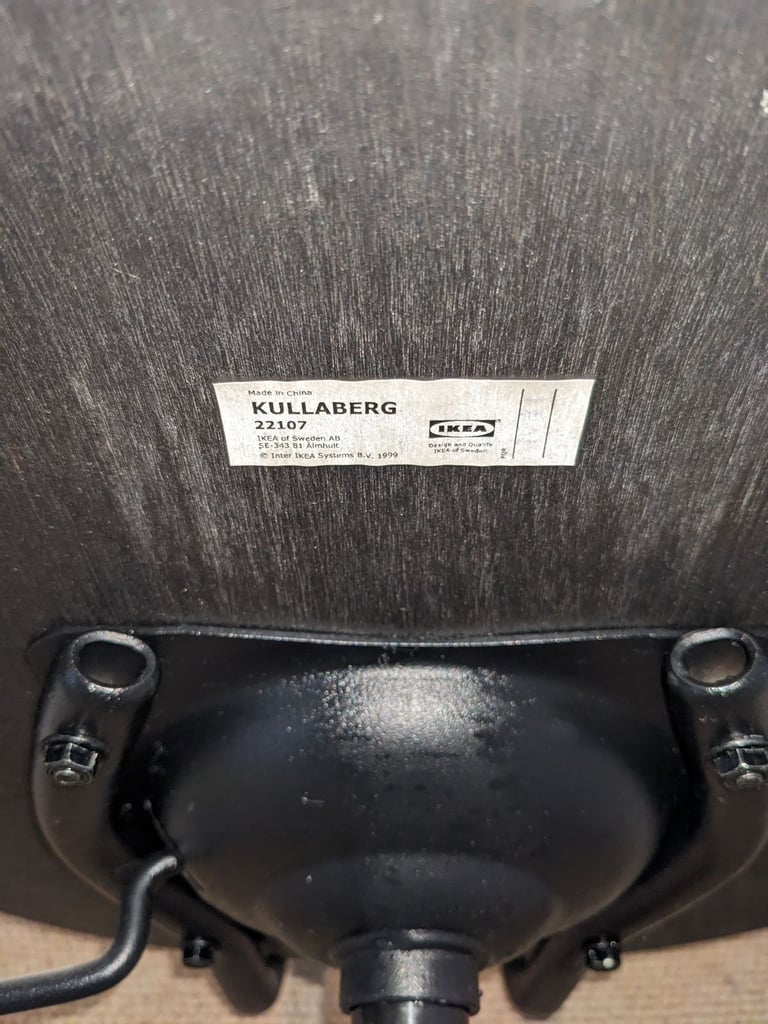 Made in China
KULLABERG
22107
IKEA of Sweden AB
SE-343 81 Älmhult
© Inter IKEA Systems B.V. 1999
IKEA
Design and Quality
IKEA of Sweden